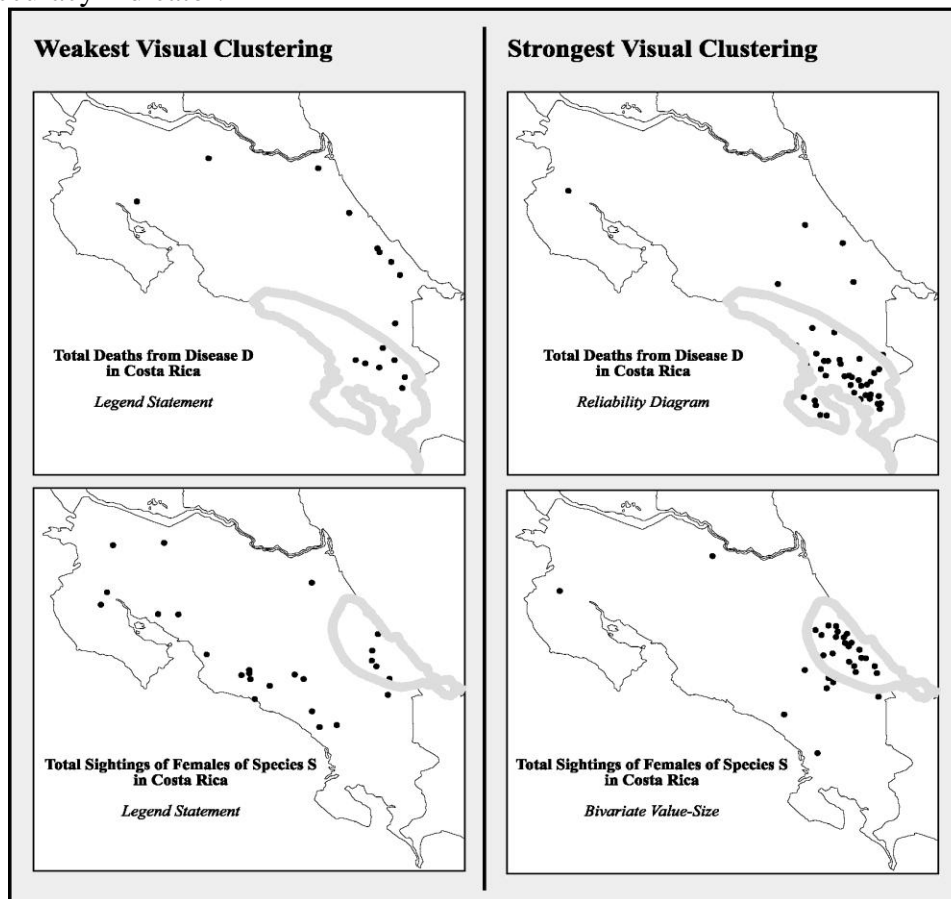 Weakest Visual Clustering
Total Deaths from Disease D
in Costa Rica
Legend Statement
Total Sightings of Females of Species S
in Costa Rica
Legend Statement
Strongest Visual Clustering
Total Deaths from Disease D
in Costa Rica
Reliability Diagram
Total Sightings of Females of Species S
in Costa Rica
Bivariate Value-Size